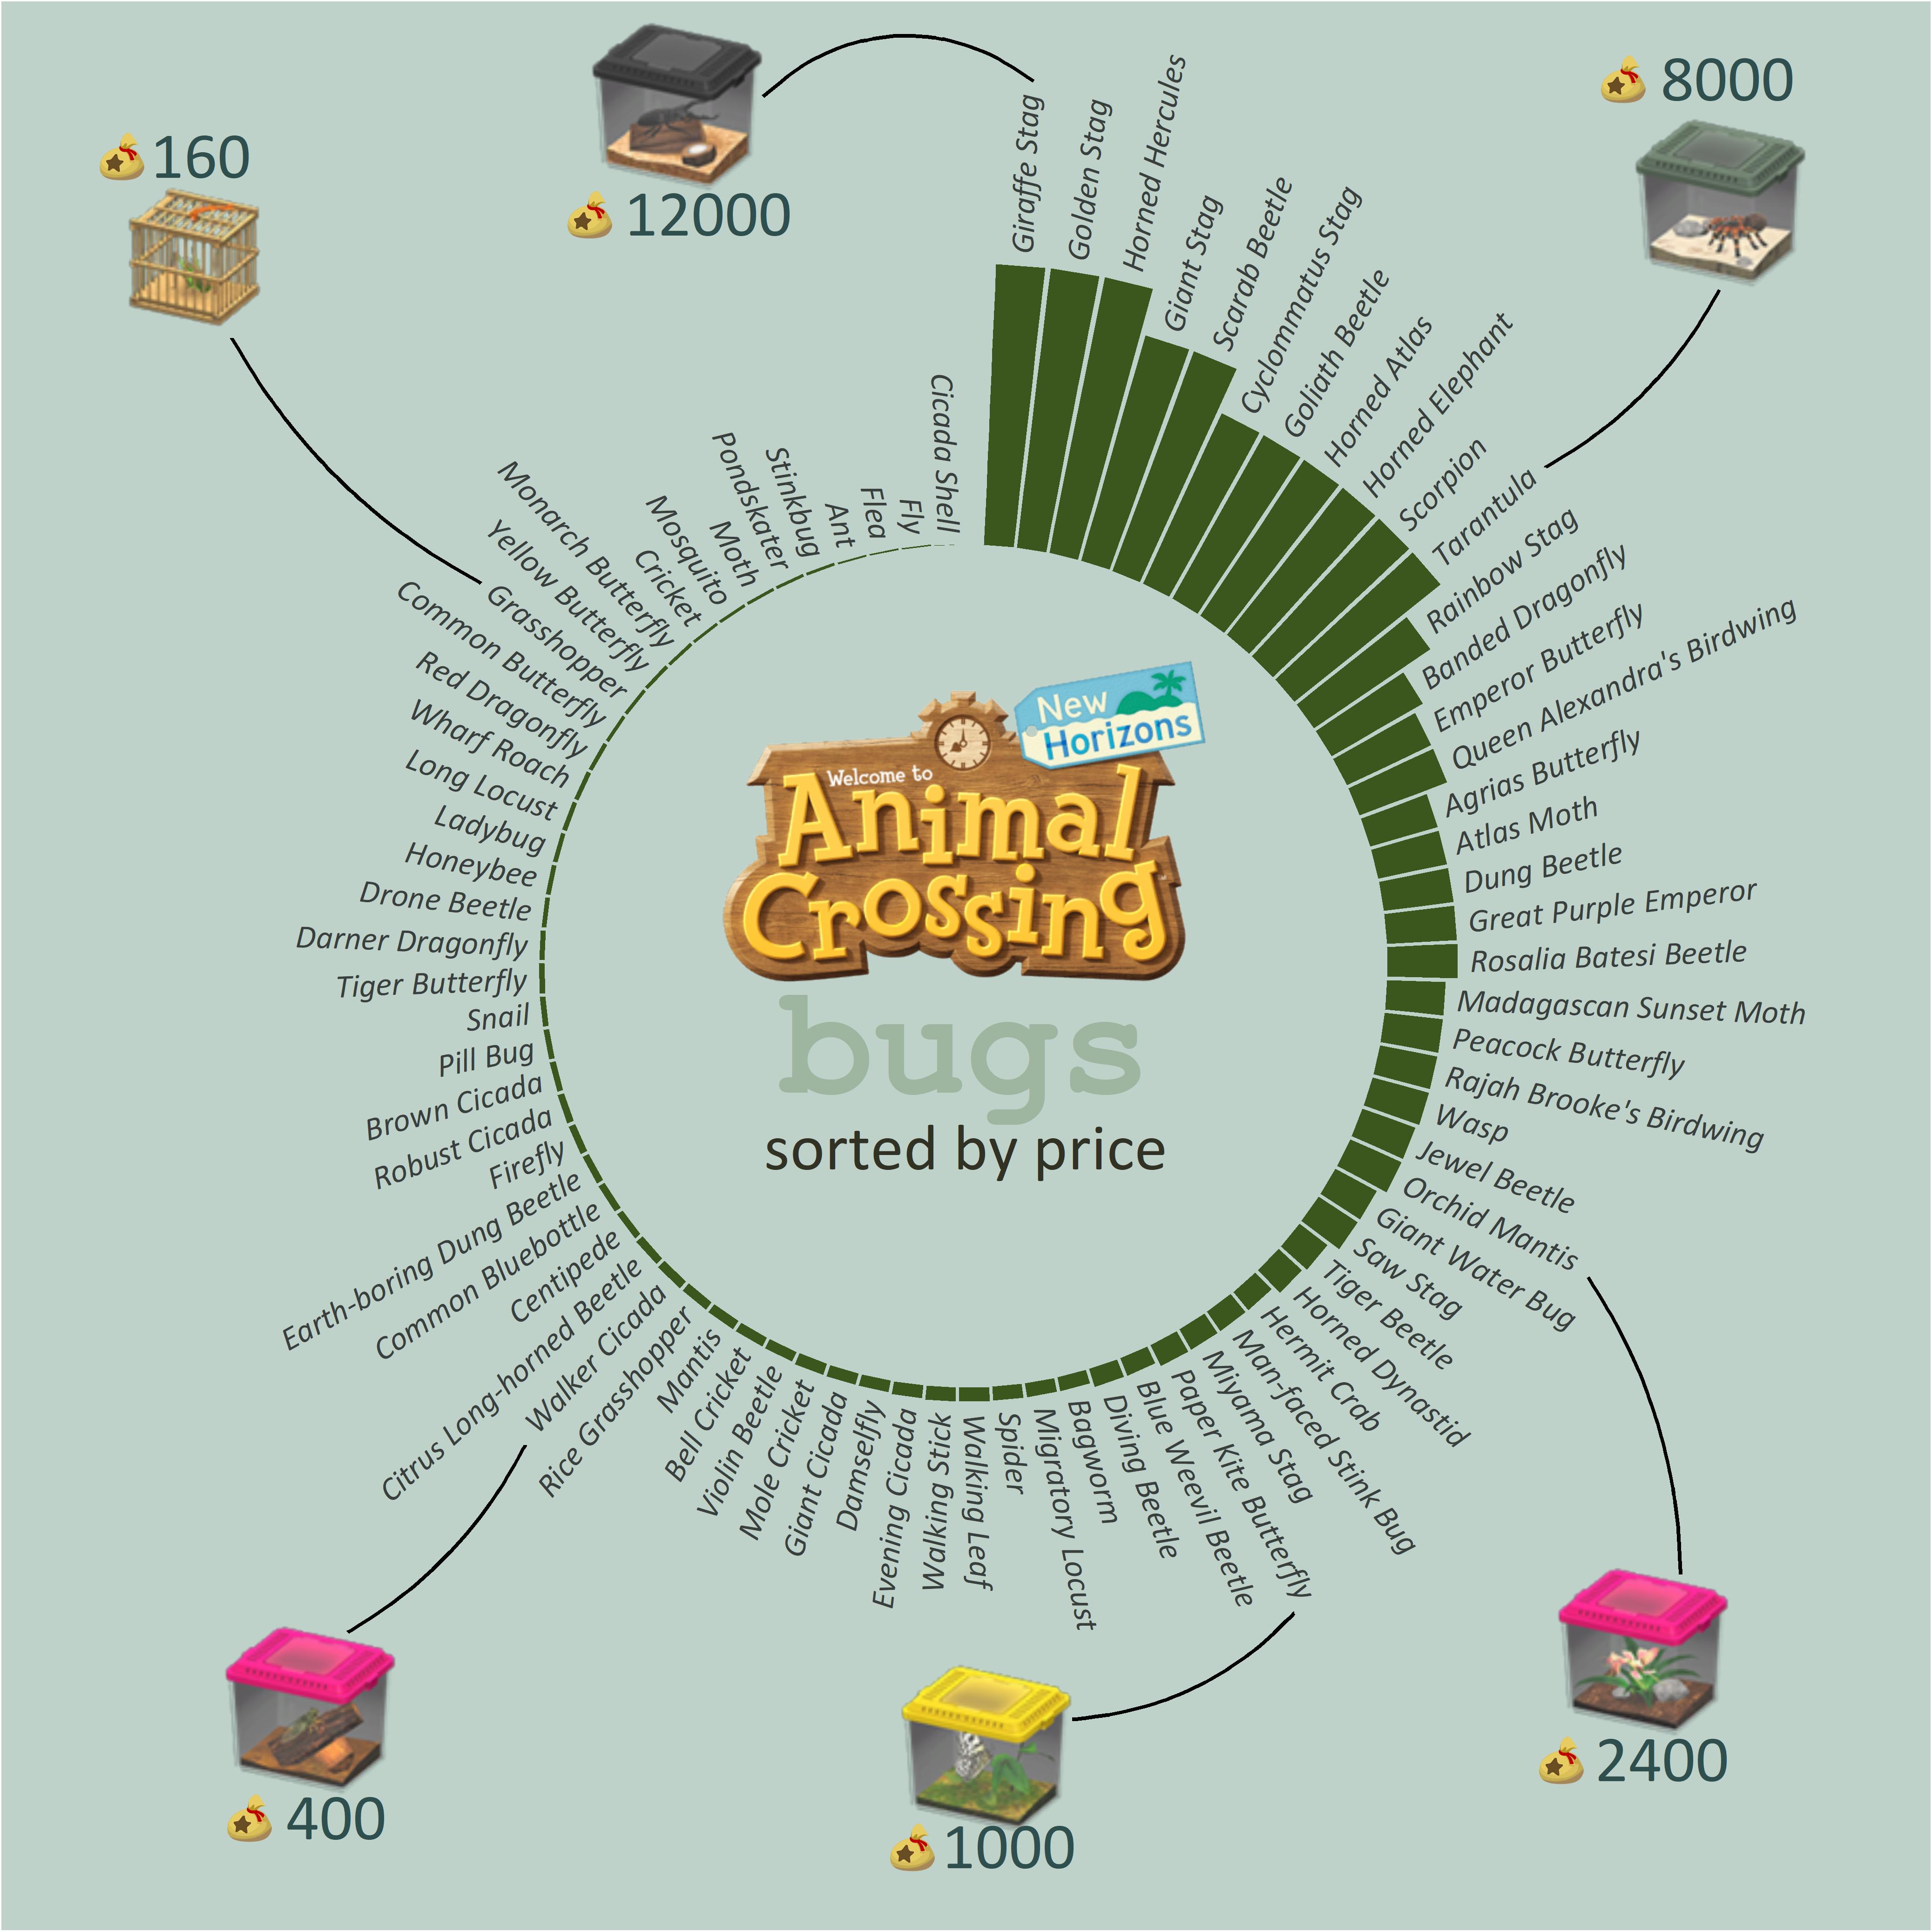 12000
8000
160
Giraffe Stag
Golden Stag
Horned Hercules
Giant Stag
Scarab Beetle
Cyclommatus Stag
Goliath Beetle
Horned Atlas
Horned Elephant
Scorpion
Tarantula
Rainbow Stag
Banded Dragonfly
Emperor Butterfly
Queen Alexandra's Birdwing
Agrias Butterfly
Atlas Moth
Dung Beetle
Great Purple Emperor
Rosalia Batesi Beetle
Madagascan Sunset Moth
Peacock Butterfly
Rajah Brooke's Birdwing
Wasp
Jewel Beetle
Orchid Mantis
Giant Water Bug
Saw Stag
Tiger Beetle
Horned Dynastid
Hermit Crab
Man-faced Stink Bug
Miyama Stag
Paper Kite Butterfly
Blue Weevil Beetle
Diving Beetle
Bagworm
Migratory Locust
Spider
Walking Leaf
Walking Stick
Evening Cicada
Damselfly
Giant Cicada
Mole Cricket
Violin Beetle
Bell Cricket
Mantis
Rice Grasshopper
Walker Cicada
Citrus Long-horned Beetle
Centipede
Common Bluebottle
Earth-boring Dung Beetle
Firefly
Robust Cicada
Brown Cicada
Pill Bug
Snail
Tiger Butterfly
Darner Dragonfly
Drone Beetle
Honeybee
Ladybug
Long Locust
Wharf Roach
Red Dragonfly
Common Butterfly
Grasshopper
Yellow Butterfly
Monarch Butterfly
Cricket
Mosquito
Moth
Pondskater
Stinkbug
Ant
Flea
Fly
Cicada Shell
New
Horizons
Welcome to
Animal
Crossing
™
bugs
sorted by price
2400
400
1000